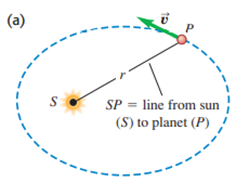 (a)
v⃗
P
r
S
SP = line from sun
(S) to planet (P)